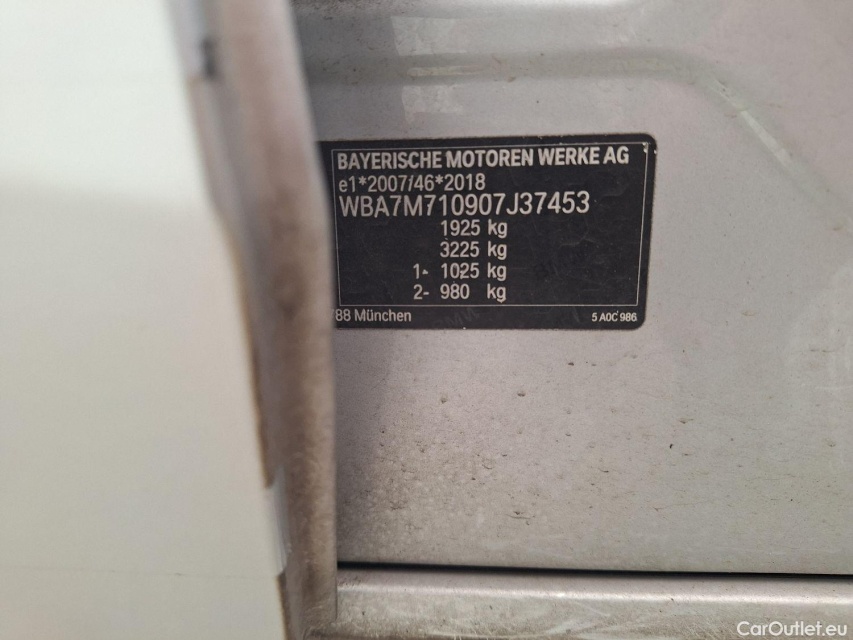 BAYERISCHE MOTOREN WERKE AG
e1*2007/46*2018
WBA7M710907J37453
1925 kg
3225 kg
1- 1025 kg
2- 980 kg
788 München 5 A0C 986
CarOutlet.eu